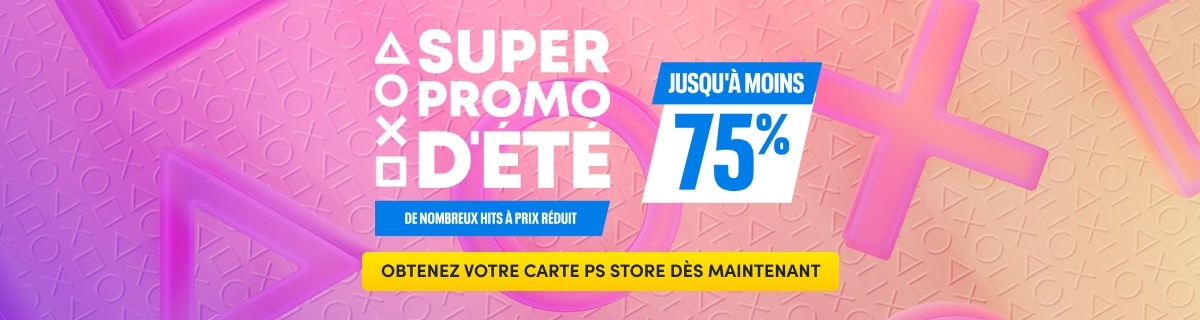 SUPER
PROMO
D'ÉTÉ
DE NOMBREUX HITS À PRIX RÉDUIT
JUSQU'À MOINS
75%
OBTENEZ VOTRE CARTE PS STORE DÈS MAINTENANT